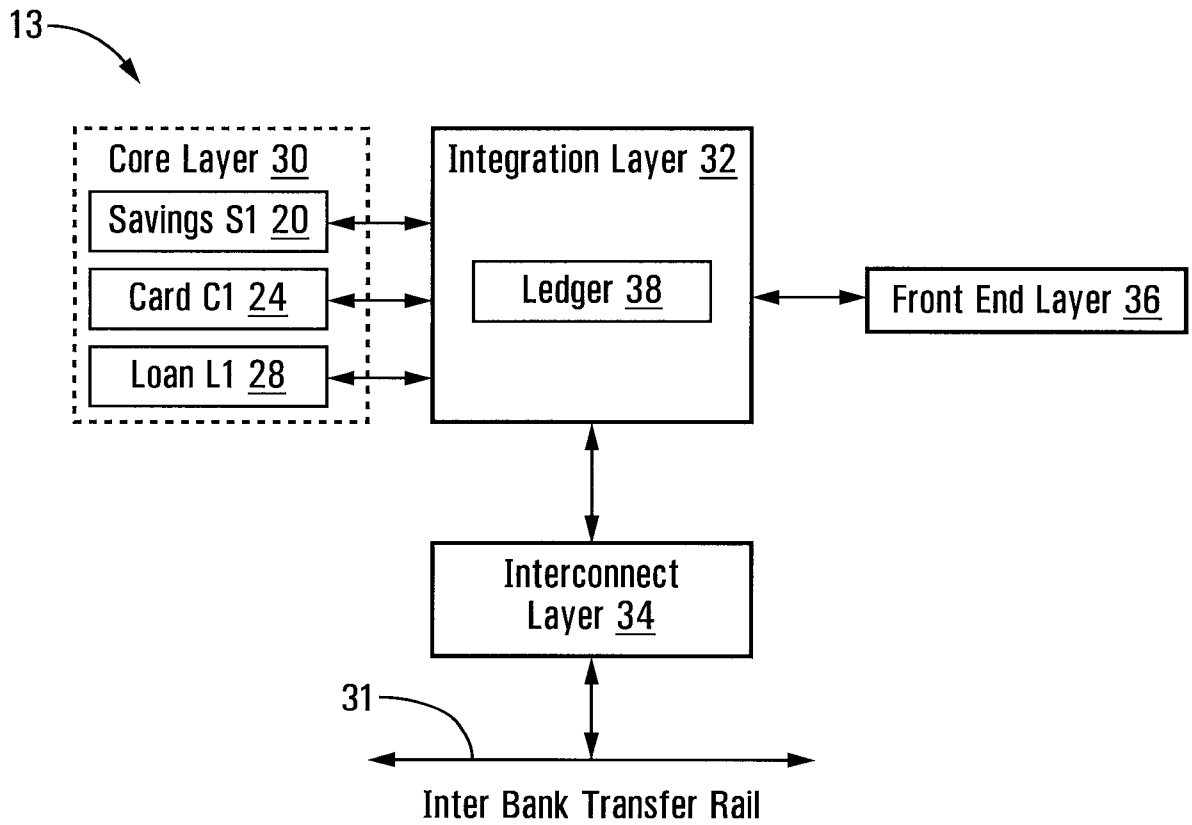 13
Core Layer 30
Savings S1 20
Card C1 24
Loan L1 28
Integration Layer 32
Ledger 38
Front End Layer 36
Interconnect
Layer 34
31
Inter Bank Transfer Rail